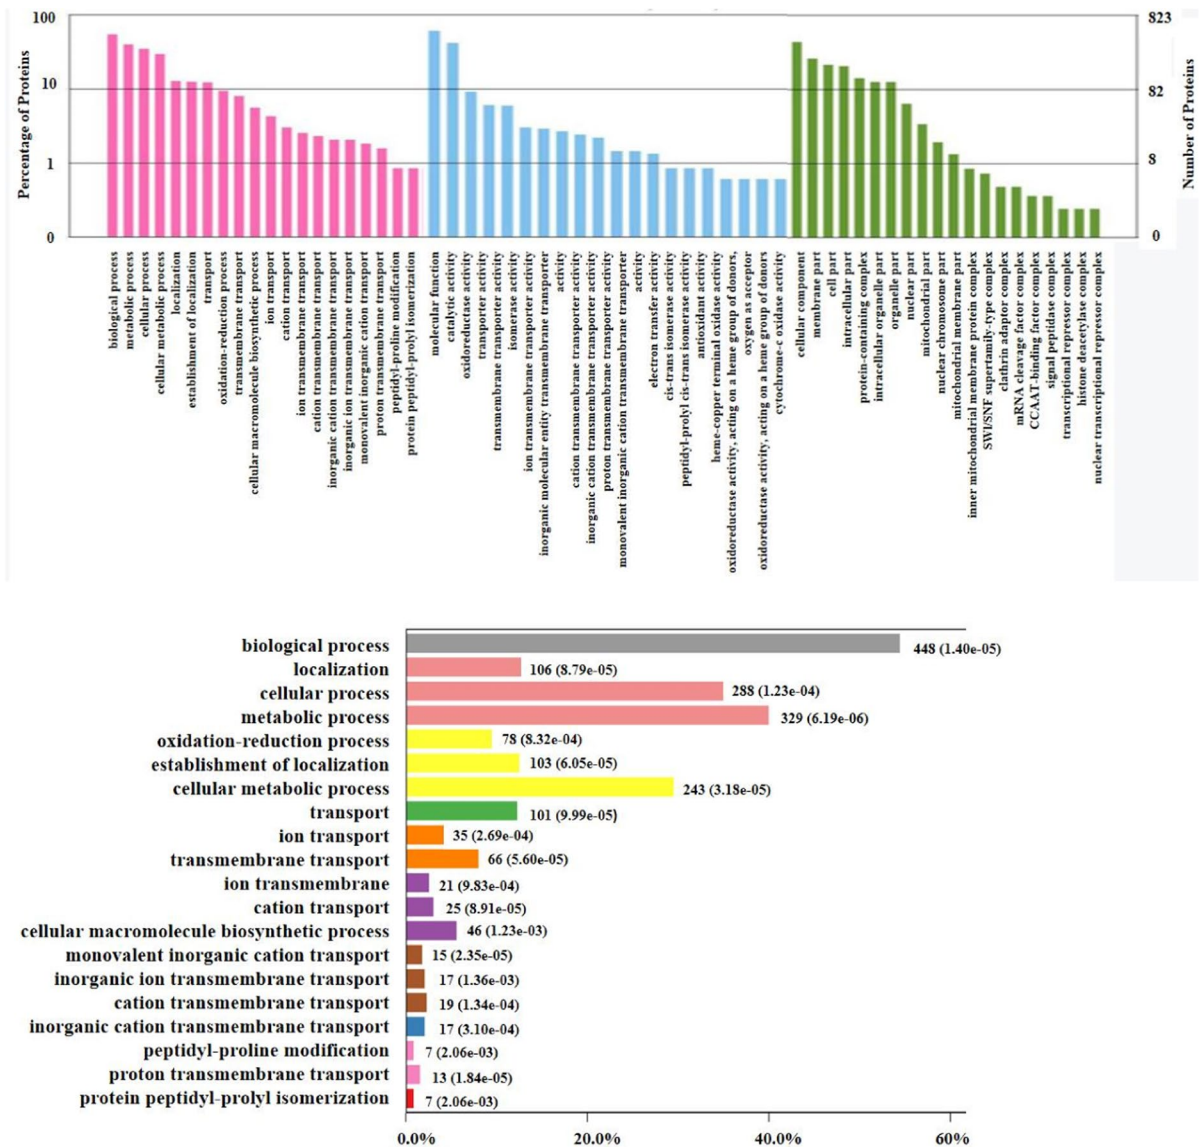 100
10
1
0
Percentage of Proteins
823
82
8
0
Number of Proteins
biological process
metabolic process
cellular process
cellular metabolic process
localization
establishment of localization
transport
oxidation-reduction process
transmembrane transport
cellular macromolecule biosynthetic process
ion transport
cation transport
ion transmembrane transport
cation transmembrane transport
inorganic cation transmembrane transport
inorganic ion transmembrane transport
monovalent inorganic cation transport
proton transmembrane transport
peptidyl-proline modification
protein peptidyl-prolyl isomerization
molecular function
catalytic activity
oxidoreductase activity
transporter activity
transmembrane transporter activity
isomerase activity
ion transmembrane transporter activity
inorganic molecular entity transmembrane transporter
activity
cation transmembrane transporter activity
inorganic cation transmembrane transporter activity
proton transmembrane transporter activity
monovalent inorganic cation transmembrane transporter
activity
electron transfer activity
cis-trans isomerase activity
peptidyl-prolyl cis-trans isomerase activity
antioxidant activity
heme-copper terminal oxidase activity
oxidoreductase activity, acting on a heme group of donors,
oxygen as acceptor
oxidoreductase activity, acting on a heme group of donors
cytochrome-c oxidase activity
cellular component
membrane part
cell part
intracellular part
protein-containing complex
intracellular organelle part
organelle part
nuclear part
mitochondrial part
nuclear chromosome part
mitochondrial membrane part
inner mitochondrial membrane protein complex
SWI/SNF superfamily-type complex
clathrin adaptor complex
mRNA cleavage factor complex
CCAAT-binding factor complex
signal peptidase complex
transcriptional repressor complex
histone deacetylase complex
nuclear transcriptional repressor complex
biological process 448 (1.40e-05)
localization 106 (8.79e-05)
cellular process 288 (1.23e-04)
metabolic process 329 (6.19e-06)
oxidation-reduction process 78 (8.32e-04)
establishment of localization 103 (6.05e-05)
cellular metabolic process 243 (3.18e-05)
transport 101 (9.99e-05)
ion transport 35 (2.69e-04)
transmembrane transport 66 (5.60e-05)
ion transmembrane 21 (9.83e-04)
cation transport 25 (8.91e-05)
cellular macromolecule biosynthetic process 46 (1.23e-03)
monovalent inorganic cation transport 15 (2.35e-05)
inorganic ion transmembrane transport 17 (1.36e-03)
cation transmembrane transport 19 (1.34e-04)
inorganic cation transmembrane transport 17 (3.10e-04)
peptidyl-proline modification 7 (2.06e-03)
proton transmembrane transport 13 (1.84e-05)
protein peptidyl-prolyl isomerization 7 (2.06e-03)
0.0% 20.0% 40.0% 60%